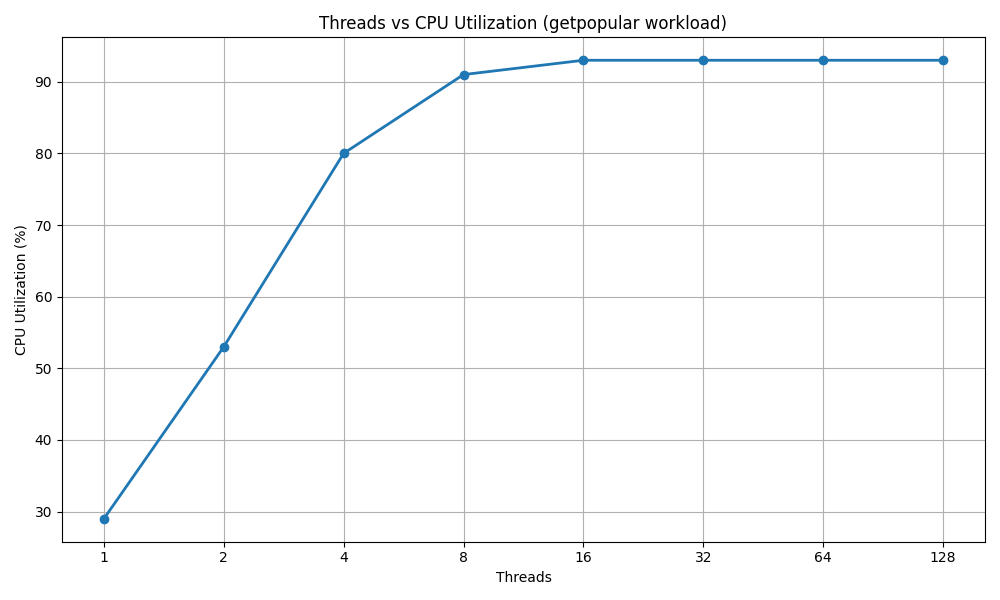 Threads vs CPU Utilization (getpopular workload)
CPU Utilization (%)
90
80
70
60
50
40
30
1 2 4 8 16 32 64 128
Threads